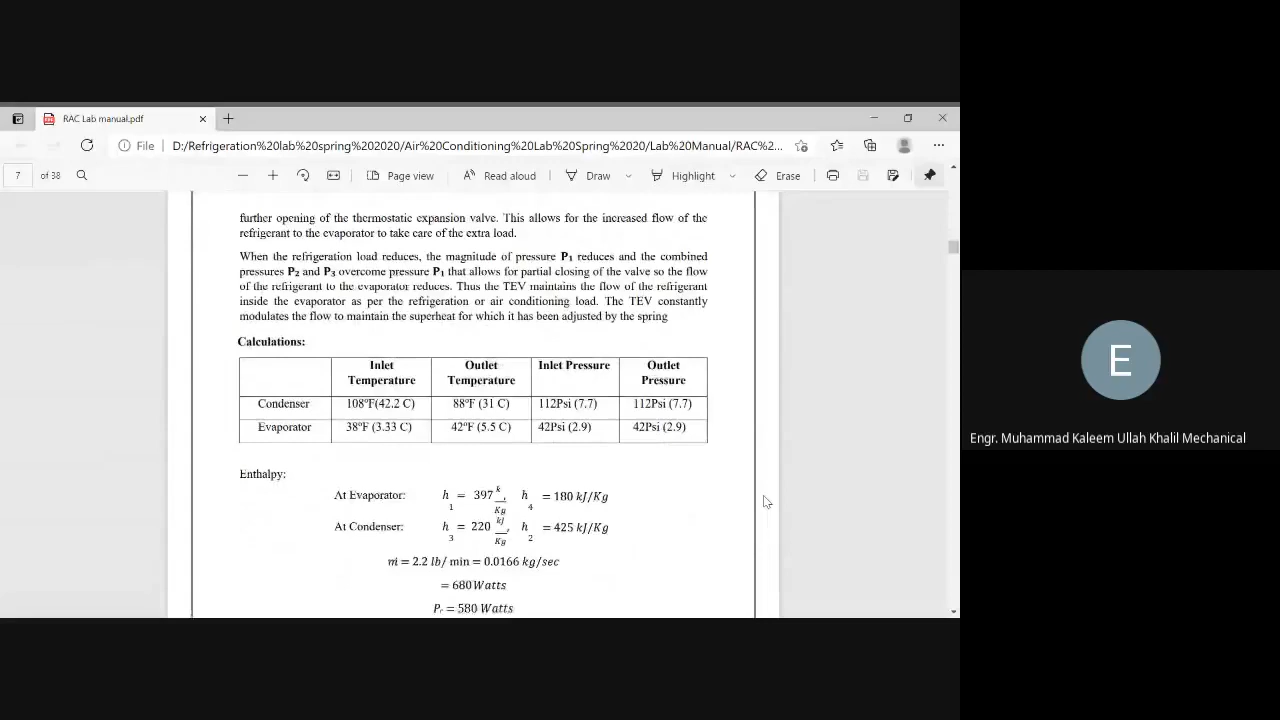 RAC Lab manual.pdf
File D:/Refrigeration%20lab%20spring%202020/Air%20Conditioning%20Lab%20Spring%2020/Lab%20Manual/RAC%2...
7 of 38 Page view Read aloud Draw Highlight Erase
further opening of the thermostatic expansion valve. This allows for the increased flow of the
refrigerant to the evaporator to take care of the extra load.
When the refrigeration load reduces, the magnitude of pressure P₁ reduces and the combined
pressures P₂ and P₃ overcome pressure P₁ that allows for partial closing of the valve so the flow
of the refrigerant to the evaporator reduces. Thus the TEV maintains the flow of the refrigerant
inside the evaporator as per the refrigeration or air conditioning load. The TEV constantly
modulates the flow to maintain the superheat for which it has been adjusted by the spring
Calculations:
Inlet Temperature Outlet Temperature Inlet Pressure Outlet Pressure
Condenser 108ºF(42.2 C) 88ºF (31 C) 112Psi (7.7) 112Psi (7.7)
Evaporator 38ºF (3.33 C) 42ºF (5.5 C) 42Psi (2.9) 42Psi (2.9)
Enthalpy:
At Evaporator: h₁ = 397 k/Kg, h₄ = 180 kJ/Kg
At Condenser: h₃ = 220 kJ/Kg, h₂ = 425 kJ/Kg
ṁ = 2.2 lb/ min = 0.0166 kg/sec
= 680Watts
Pᵣ = 580 Watts
E
Engr. Muhammad Kaleem Ullah Khalil Mechanical